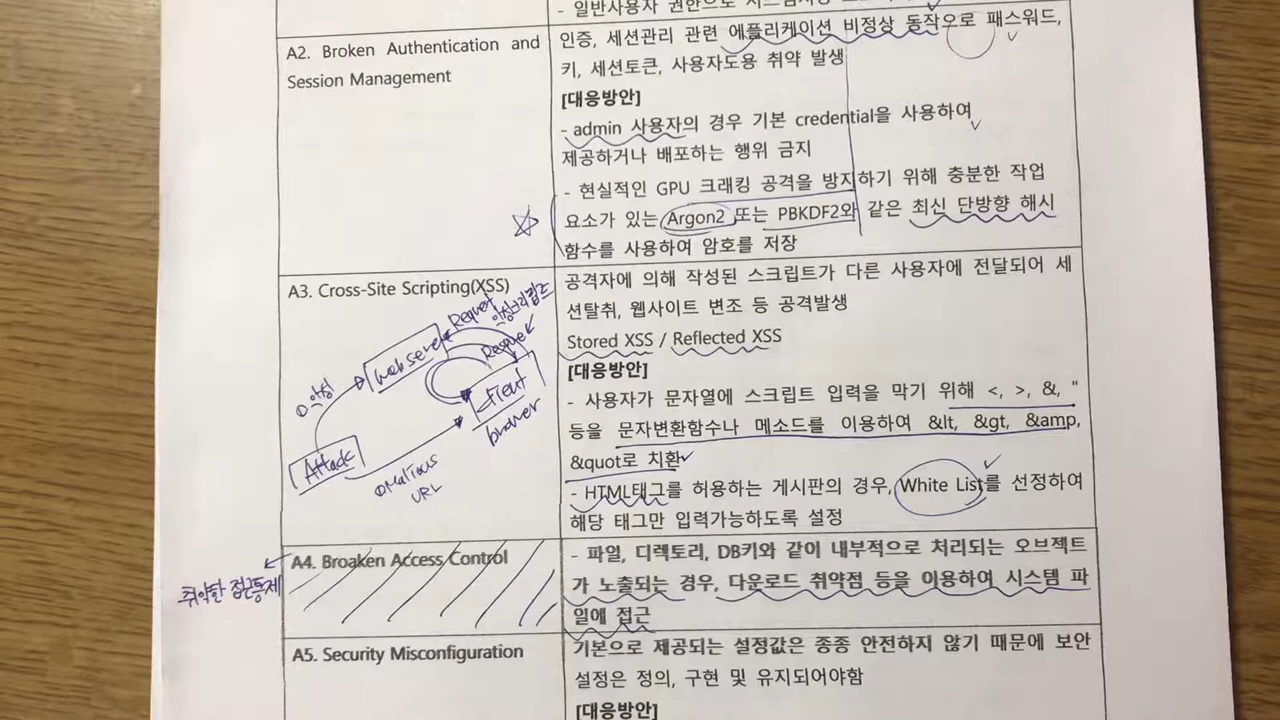 - 일반사용자 권한으로
A2. Broken Authentication and
Session Management
인증, 세션관리 관련 애플리케이션 비정상 동작으로 패스워드,
키, 세션토큰, 사용자도용 취약 발생
[대응방안]
- admin 사용자의 경우 기본 credential을 사용하여
제공하거나 배포하는 행위 금지
- 현실적인 GPU 크래킹 공격을 방지하기 위해 충분한 작업
요소가 있는 Argon2 또는 PBKDF2와 같은 최신 단방향 해시
함수를 사용하여 암호를 저장
A3. Cross-Site Scripting(XSS)
Request
악성스크립트
web server
①악성
Client
browser
Attack
URL
공격자에 의해 작성된 스크립트가 다른 사용자에 전달되어 세
션탈취, 웹사이트 변조 등 공격발생
Stored XSS / Reflected XSS
[대응방안]
- 사용자가 문자열에 스크립트 입력을 막기 위해 <, >, &, "
등을 문자변환함수나 메소드를 이용하여 &lt, &gt, &amp,
&quot로 치환
- HTML태그를 허용하는 게시판의 경우, White List를 선정하여
해당 태그만 입력가능하도록 설정
취약한 접근통제
A4. Broaken Access Control
- 파일, 디렉토리, DB키와 같이 내부적으로 처리되는 오브젝트
가 노출되는 경우, 다운로드 취약점 등을 이용하여 시스템 파
일에 접근
A5. Security Misconfiguration
기본으로 제공되는 설정값은 종종 안전하지 않기 때문에 보안
설정은 정의, 구현 및 유지되어야함
[대응방안]